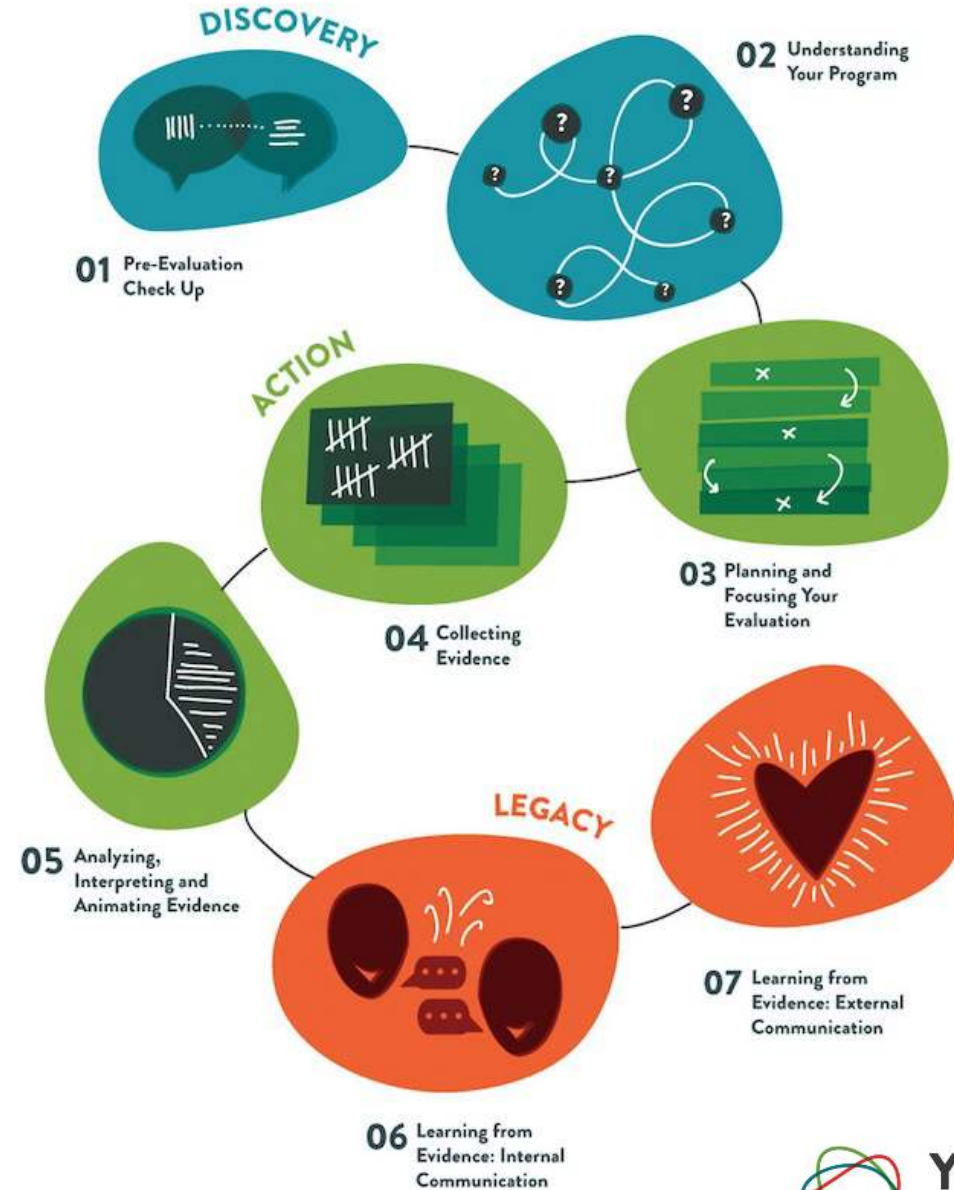 DISCOVERY
01 Pre-Evaluation
Check Up
02 Understanding
Your Program
? ? ? ? ? ? ?
ACTION
03 Planning and
Focusing Your
Evaluation
04 Collecting
Evidence
05 Analyzing,
Interpreting and
Animating Evidence
LEGACY
06 Learning from
Evidence: Internal
Communication
07 Learning from
Evidence: External
Communication
Y